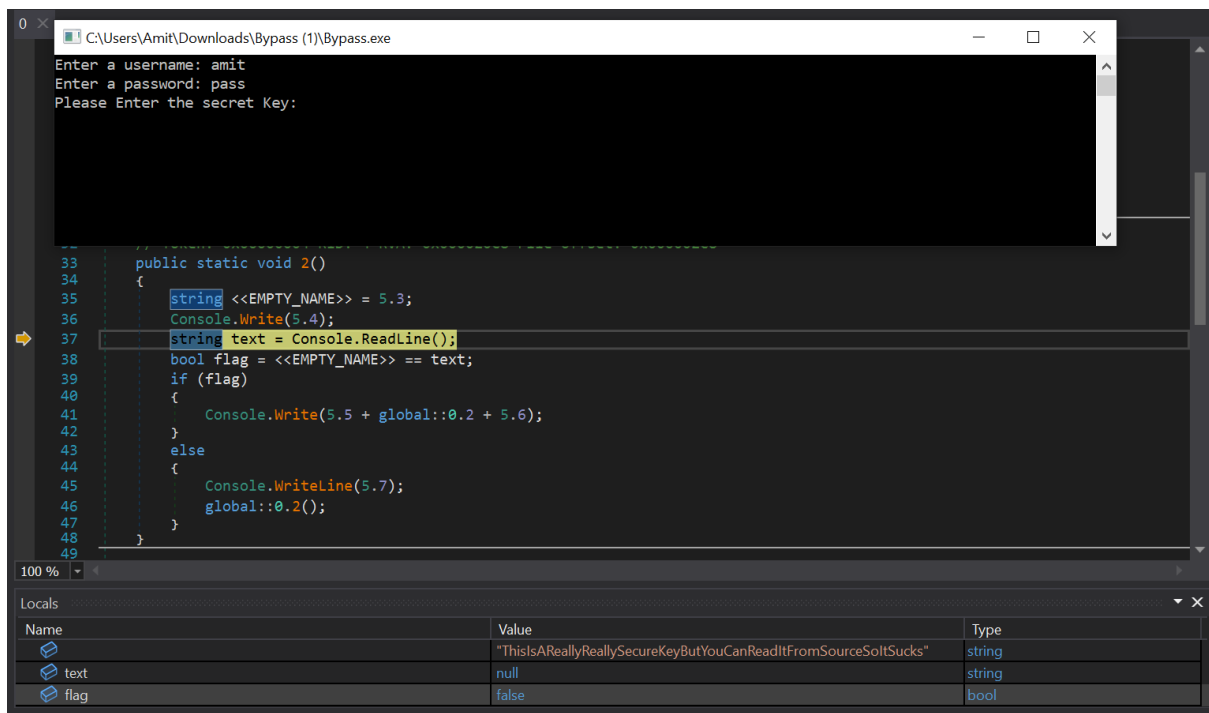 0
C:\Users\Amit\Downloads\Bypass (1)\Bypass.exe
Enter a username: amit
Enter a password: pass
Please Enter the secret Key:
33 public static void 2()
34 {
35 string <<EMPTY_NAME>> = 5.3;
36 Console.Write(5.4);
37 string text = Console.ReadLine();
38 bool flag = <<EMPTY_NAME>> == text;
39 if (flag)
40 {
41 Console.Write(5.5 + global::0.2 + 5.6);
42 }
43 else
44 {
45 Console.WriteLine(5.7);
46 global::0.2();
47 }
48 }
49
100 %
Locals
Name Value Type
"ThisIsAReallyReallySecureKeyButYouCanReadItFromSourceSoItSucks" string
text null string
flag false bool